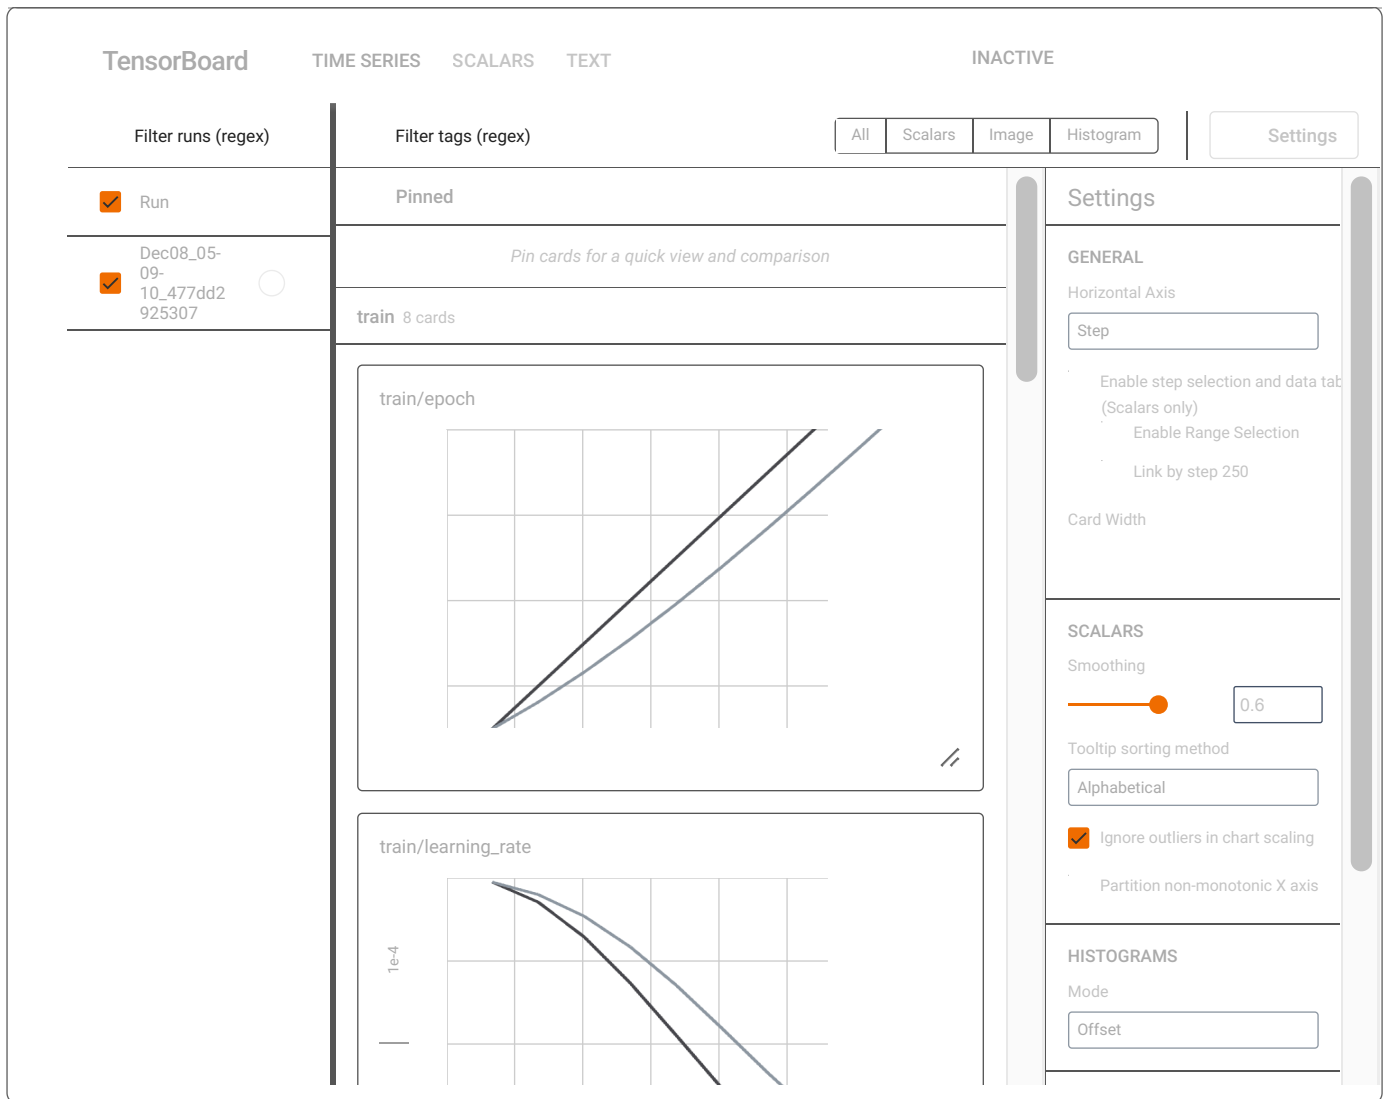 TensorBoard
TIME SERIES
SCALARS
TEXT
INACTIVE
Filter runs (regex)
Filter tags (regex)
All
Scalars
Image
Histogram
Settings
Run
Dec08_05-
09-
10_477dd2
925307
Pinned
Pin cards for a quick view and comparison
train 8 cards
train/epoch
train/learning_rate
1e-4
Settings
GENERAL
Horizontal Axis
Step
Enable step selection and data tab
(Scalars only)
Enable Range Selection
Link by step 250
Card Width
SCALARS
Smoothing
0.6
Tooltip sorting method
Alphabetical
Ignore outliers in chart scaling
Partition non-monotonic X axis
HISTOGRAMS
Mode
Offset